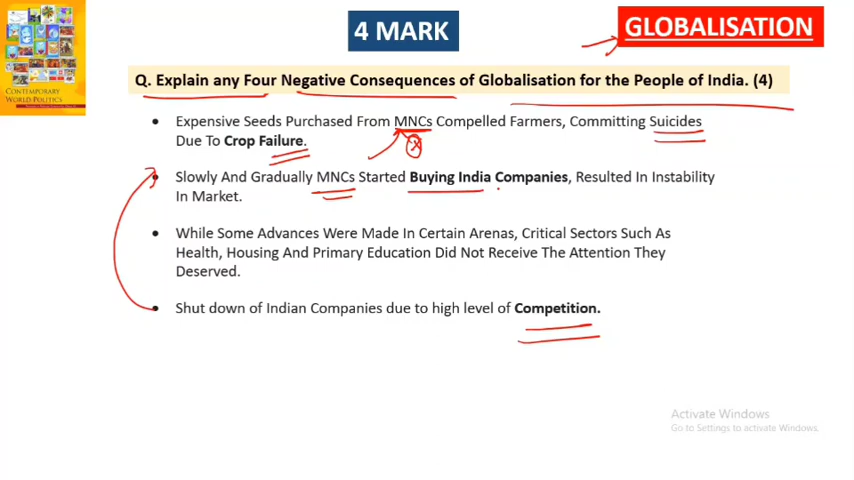 4 MARK
GLOBALISATION
CONTEMPORARY
WORLD POLITICS
Q. Explain any Four Negative Consequences of Globalisation for the People of India. (4)
• Expensive Seeds Purchased From MNCs Compelled Farmers, Committing Suicides
Due To Crop Failure.
• Slowly And Gradually MNCs Started Buying India Companies, Resulted In Instability
In Market.
• While Some Advances Were Made In Certain Arenas, Critical Sectors Such As
Health, Housing And Primary Education Did Not Receive The Attention They
Deserved.
• Shut down of Indian Companies due to high level of Competition.
Activate Windows
Go to Settings to activate Windows.